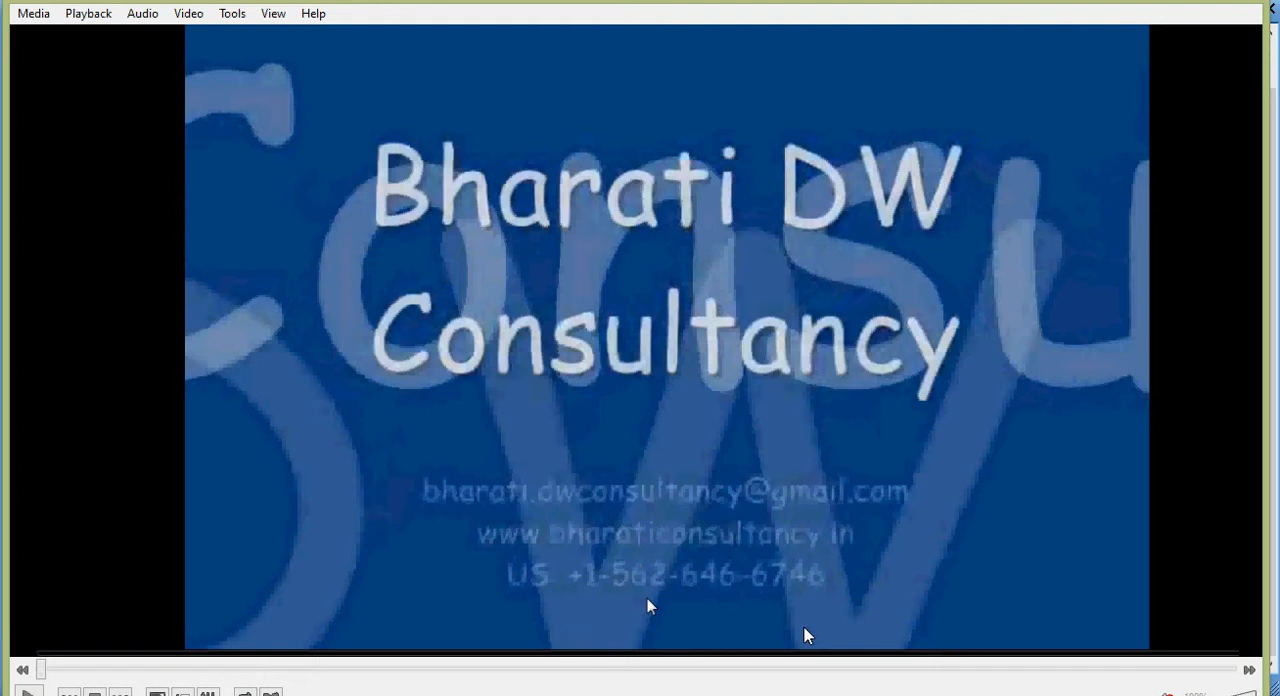 Media Playback Audio Video Tools View Help
Bharati DW
Consultancy
bharati.dwconsultancy@gmail.com
www.bharaticonsultancy.in
US: +1-562-646-6746
Consu